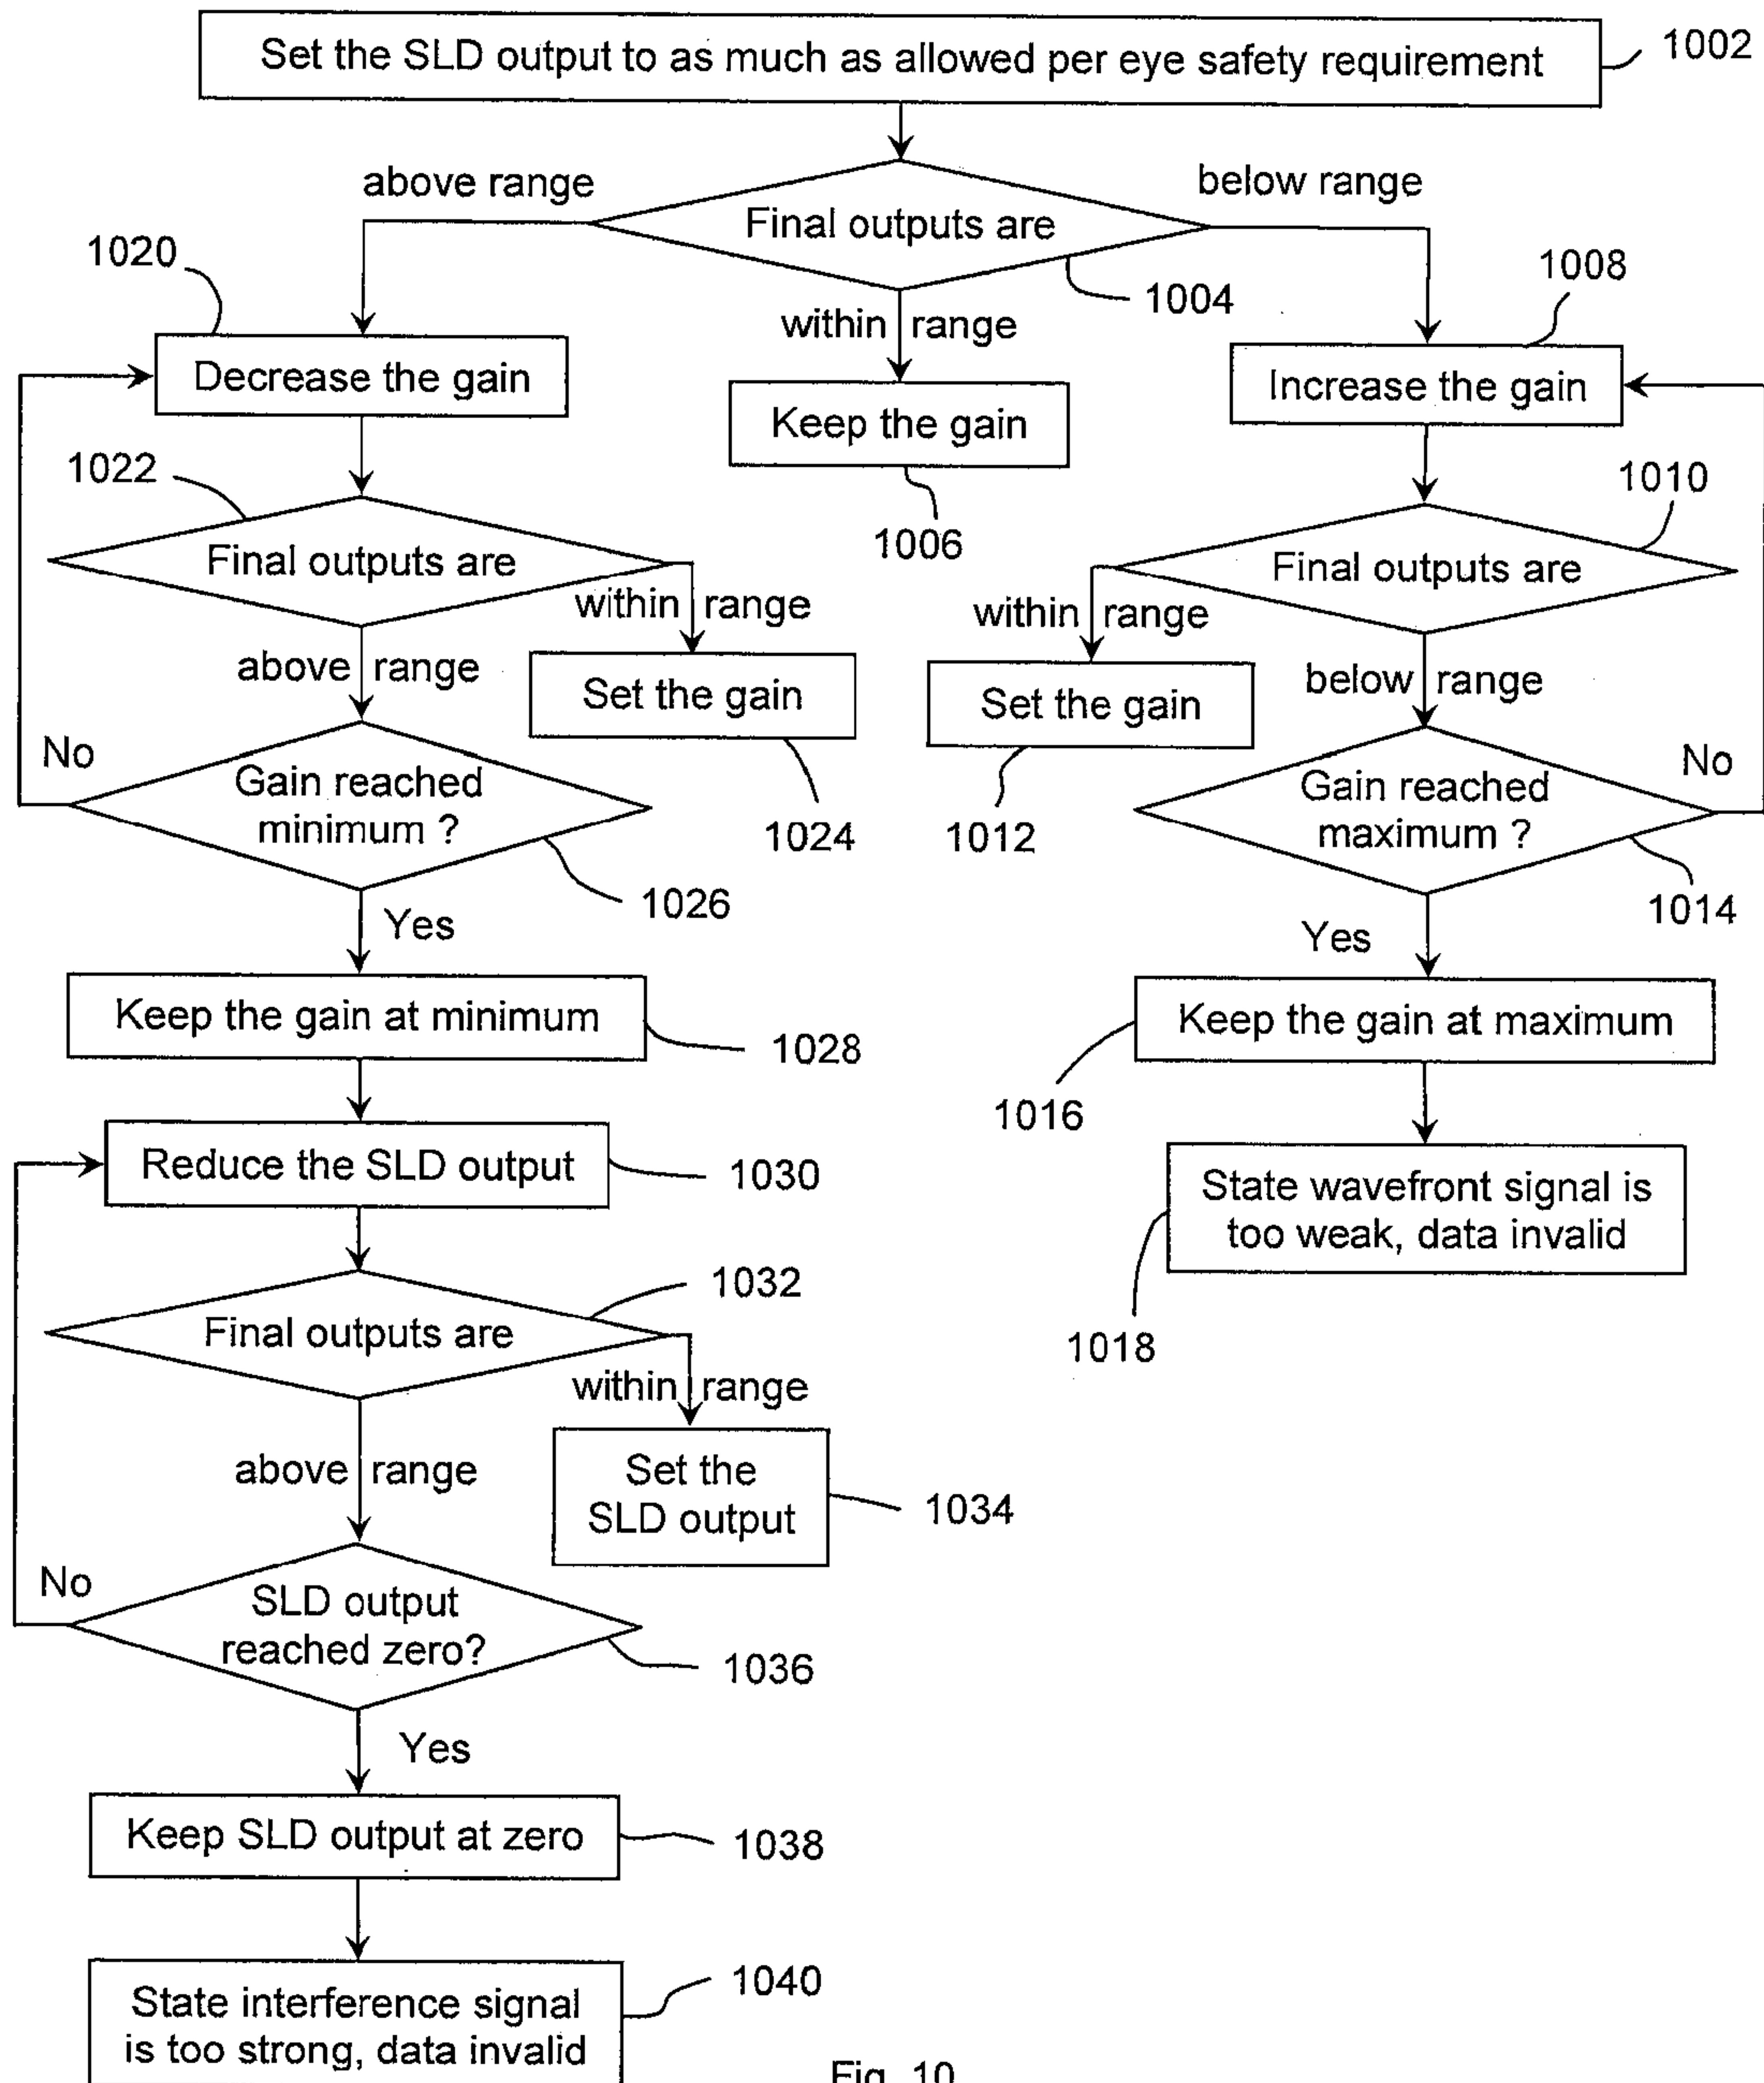 Set the SLD output to as much as allowed per eye safety requirement
1002
above range
below range
Final outputs are
1004
1020
1008
within range
Decrease the gain
Keep the gain
Increase the gain
1022
1006
1010
Final outputs are
Final outputs are
within range
within range
above range
below range
Set the gain
Set the gain
No
No
Gain reached
minimum ?
Gain reached
maximum ?
1024
1012
1026
1014
Yes
Yes
Keep the gain at minimum
1028
Keep the gain at maximum
1016
Reduce the SLD output
1030
State wavefront signal is
too weak, data invalid
1018
1032
Final outputs are
within range
above range
Set the
SLD output
1034
No
SLD output
reached zero?
1036
Yes
Keep SLD output at zero
1038
1040
State interference signal
is too strong, data invalid
Fig. 10